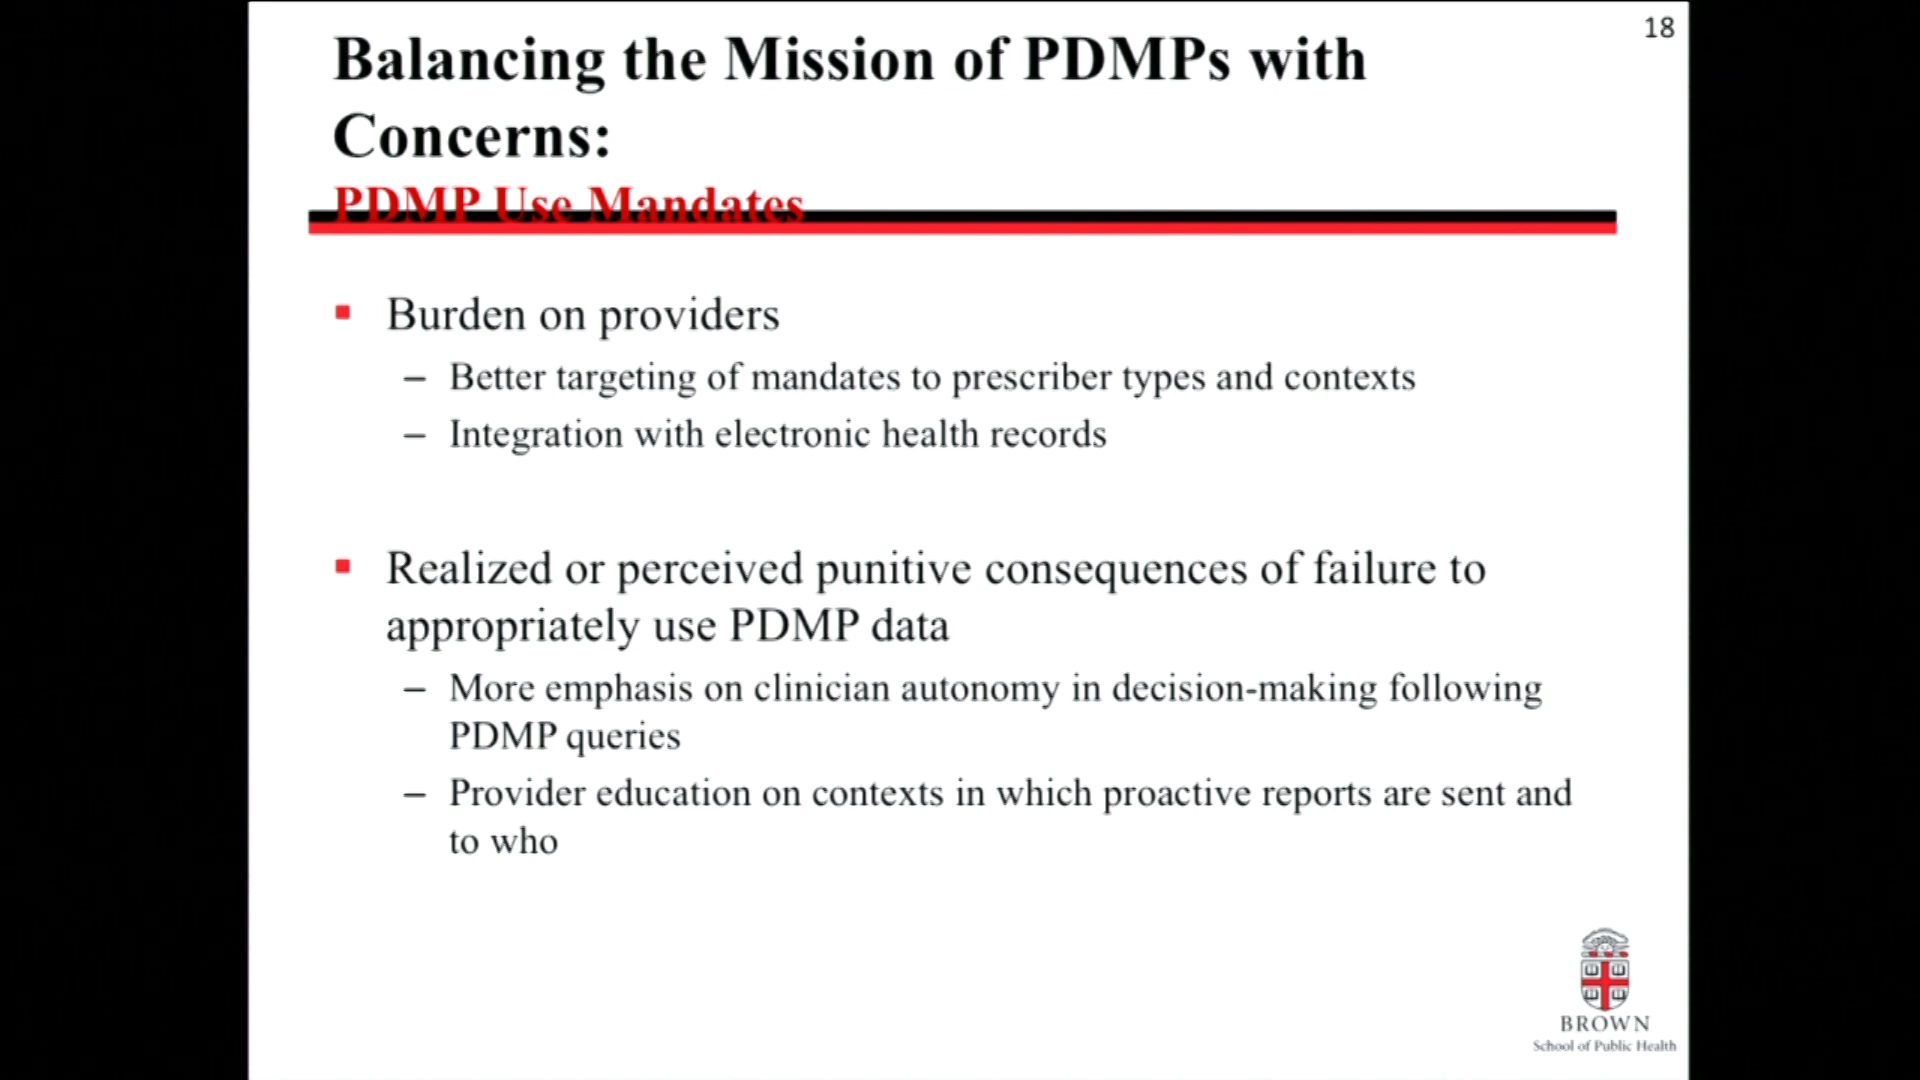 18
Balancing the Mission of PDMPs with
Concerns:
PDMP Use Mandates
▪ Burden on providers
– Better targeting of mandates to prescriber types and contexts
– Integration with electronic health records
▪ Realized or perceived punitive consequences of failure to
appropriately use PDMP data
– More emphasis on clinician autonomy in decision-making following
PDMP queries
– Provider education on contexts in which proactive reports are sent and
to who
BROWN
School of Public Health